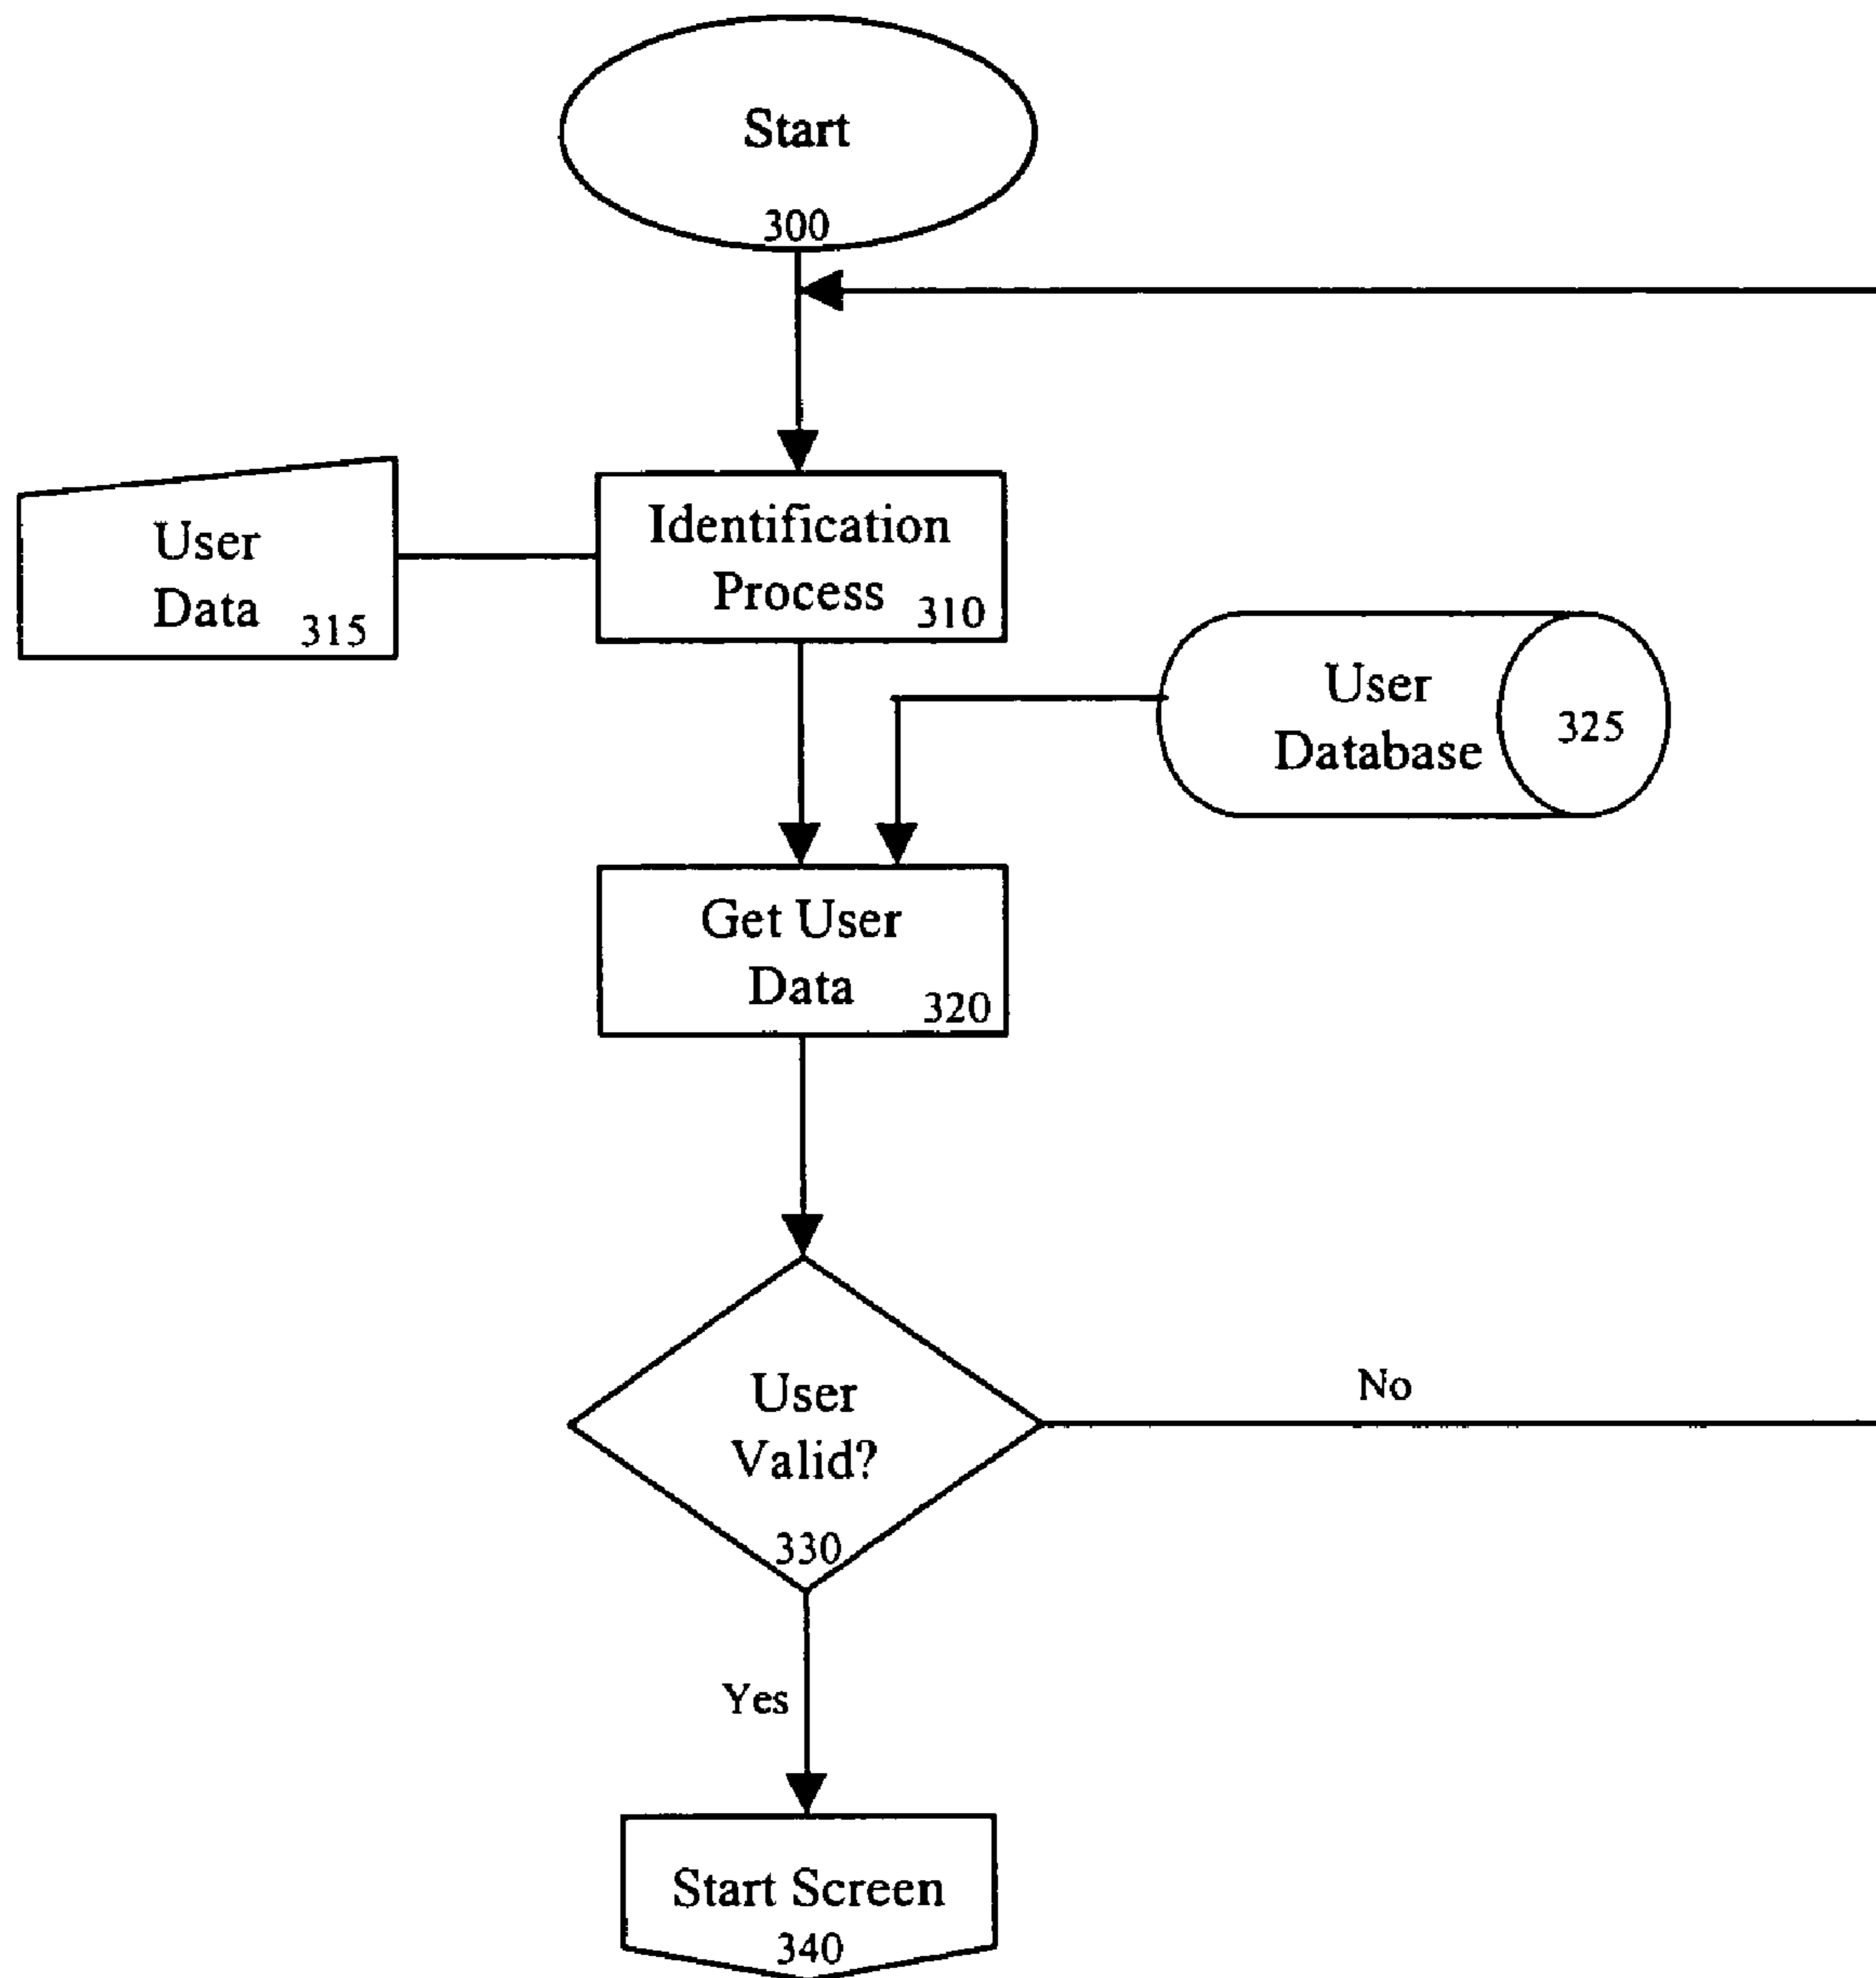 Start
300
Identification
Process 310
User
Data 315
User
Database
325
Get User
Data 320
User
Valid?
330
No
Yes
Start Screen
340